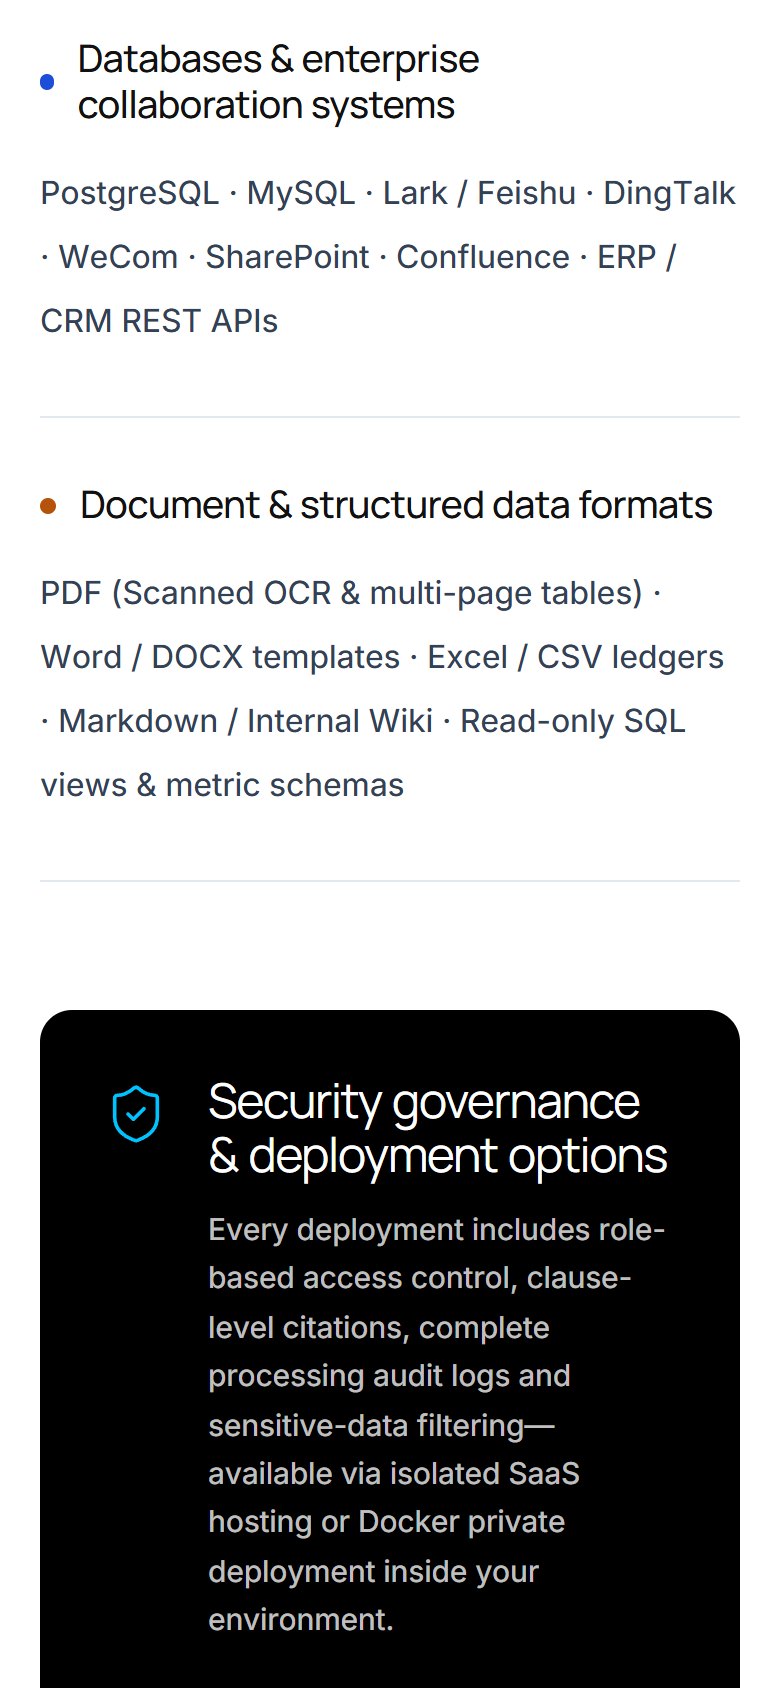 Databases & enterprise
collaboration systems
PostgreSQL · MySQL · Lark / Feishu · DingTalk
· WeCom · SharePoint · Confluence · ERP /
CRM REST APIs
Document & structured data formats
PDF (Scanned OCR & multi-page tables) ·
Word / DOCX templates · Excel / CSV ledgers
· Markdown / Internal Wiki · Read-only SQL
views & metric schemas
Security governance
& deployment options
Every deployment includes role-
based access control, clause-
level citations, complete
processing audit logs and
sensitive-data filtering—
available via isolated SaaS
hosting or Docker private
deployment inside your
environment.